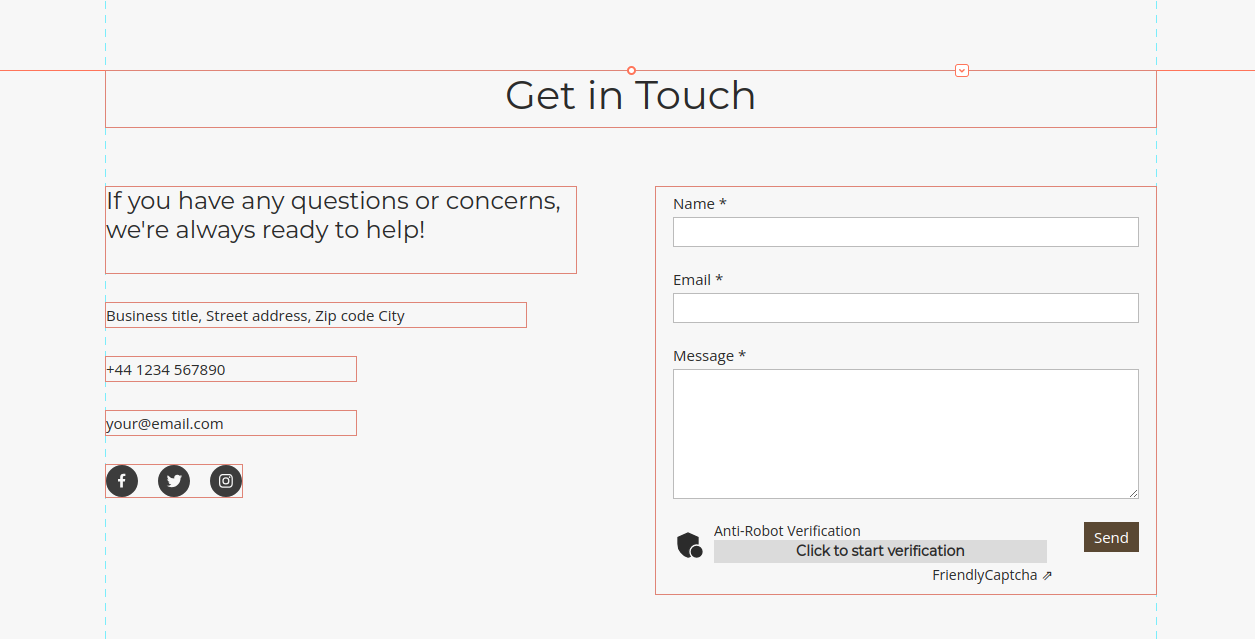 Get in Touch
If you have any questions or concerns,
we're always ready to help!
Business title, Street address, Zip code City
+44 1234 567890
your@email.com
Name *
Email *
Message *
Anti-Robot Verification
Click to start verification
FriendlyCaptcha ⇗
Send